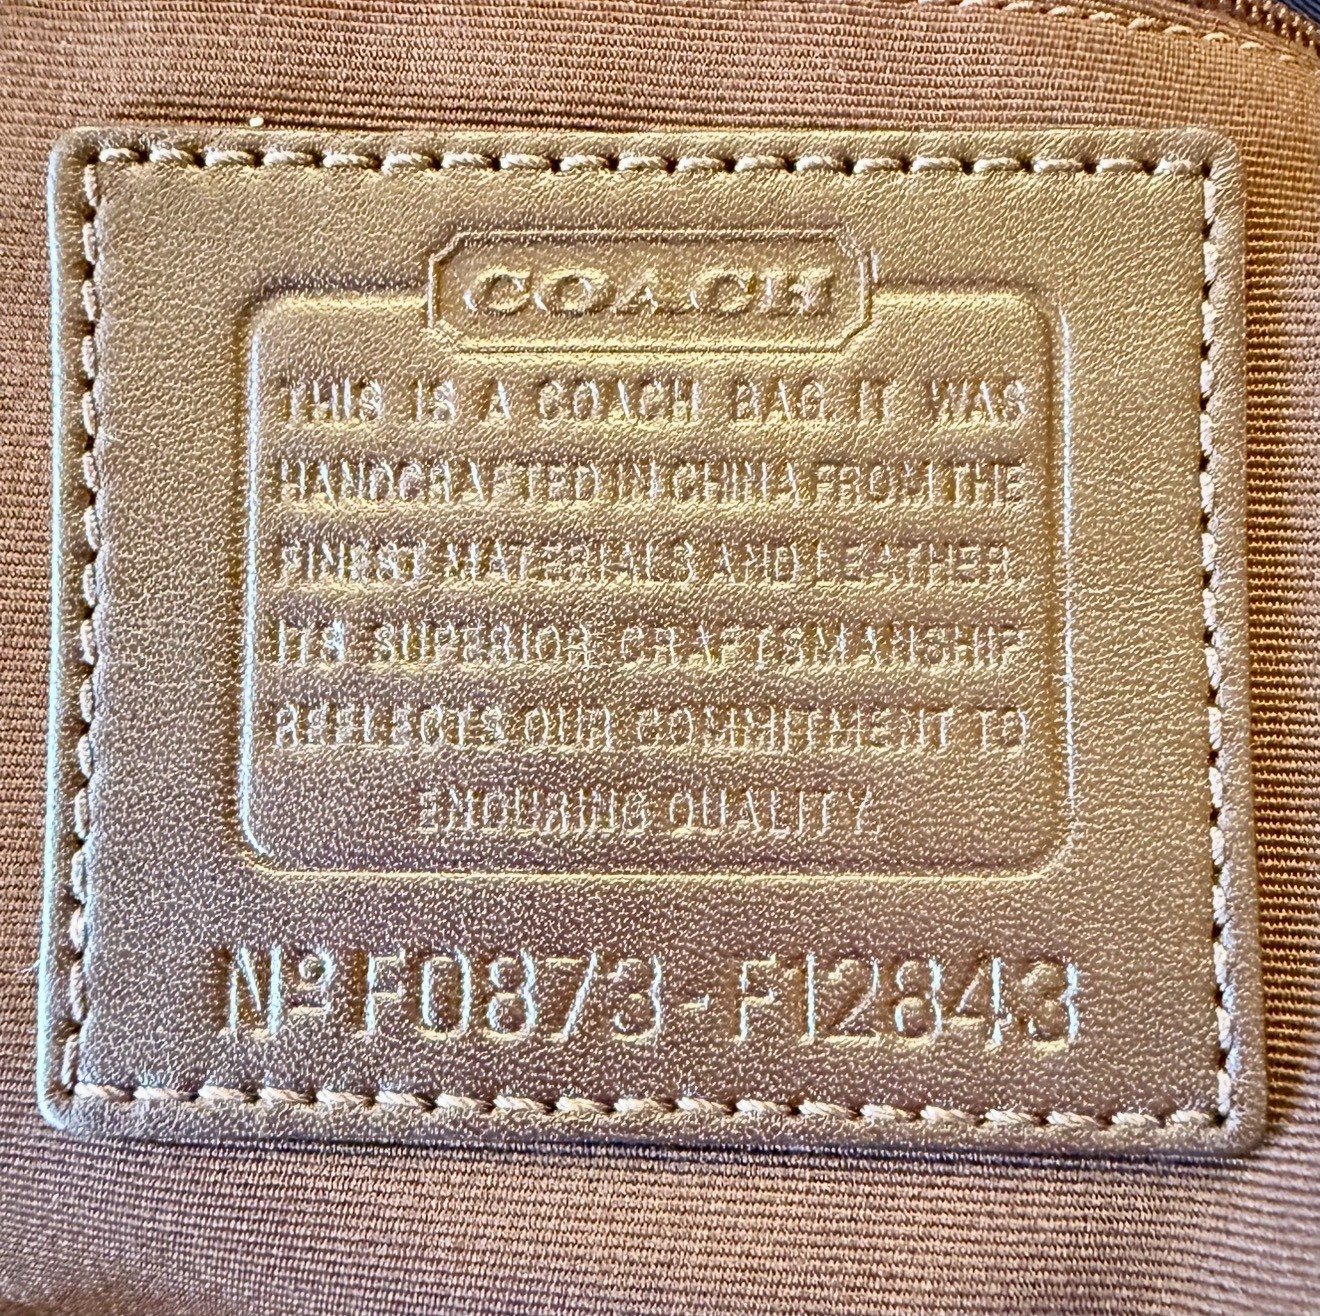 COACH
THIS IS A COACH BAG. IT WAS
HANDCRAFTED IN CHINA FROM THE
FINEST MATERIALS AND LEATHER.
ITS SUPERIOR CRAFTSMANSHIP
REFLECTS OUR COMMITMENT TO
ENDURING QUALITY.
Nº F0873-F12843